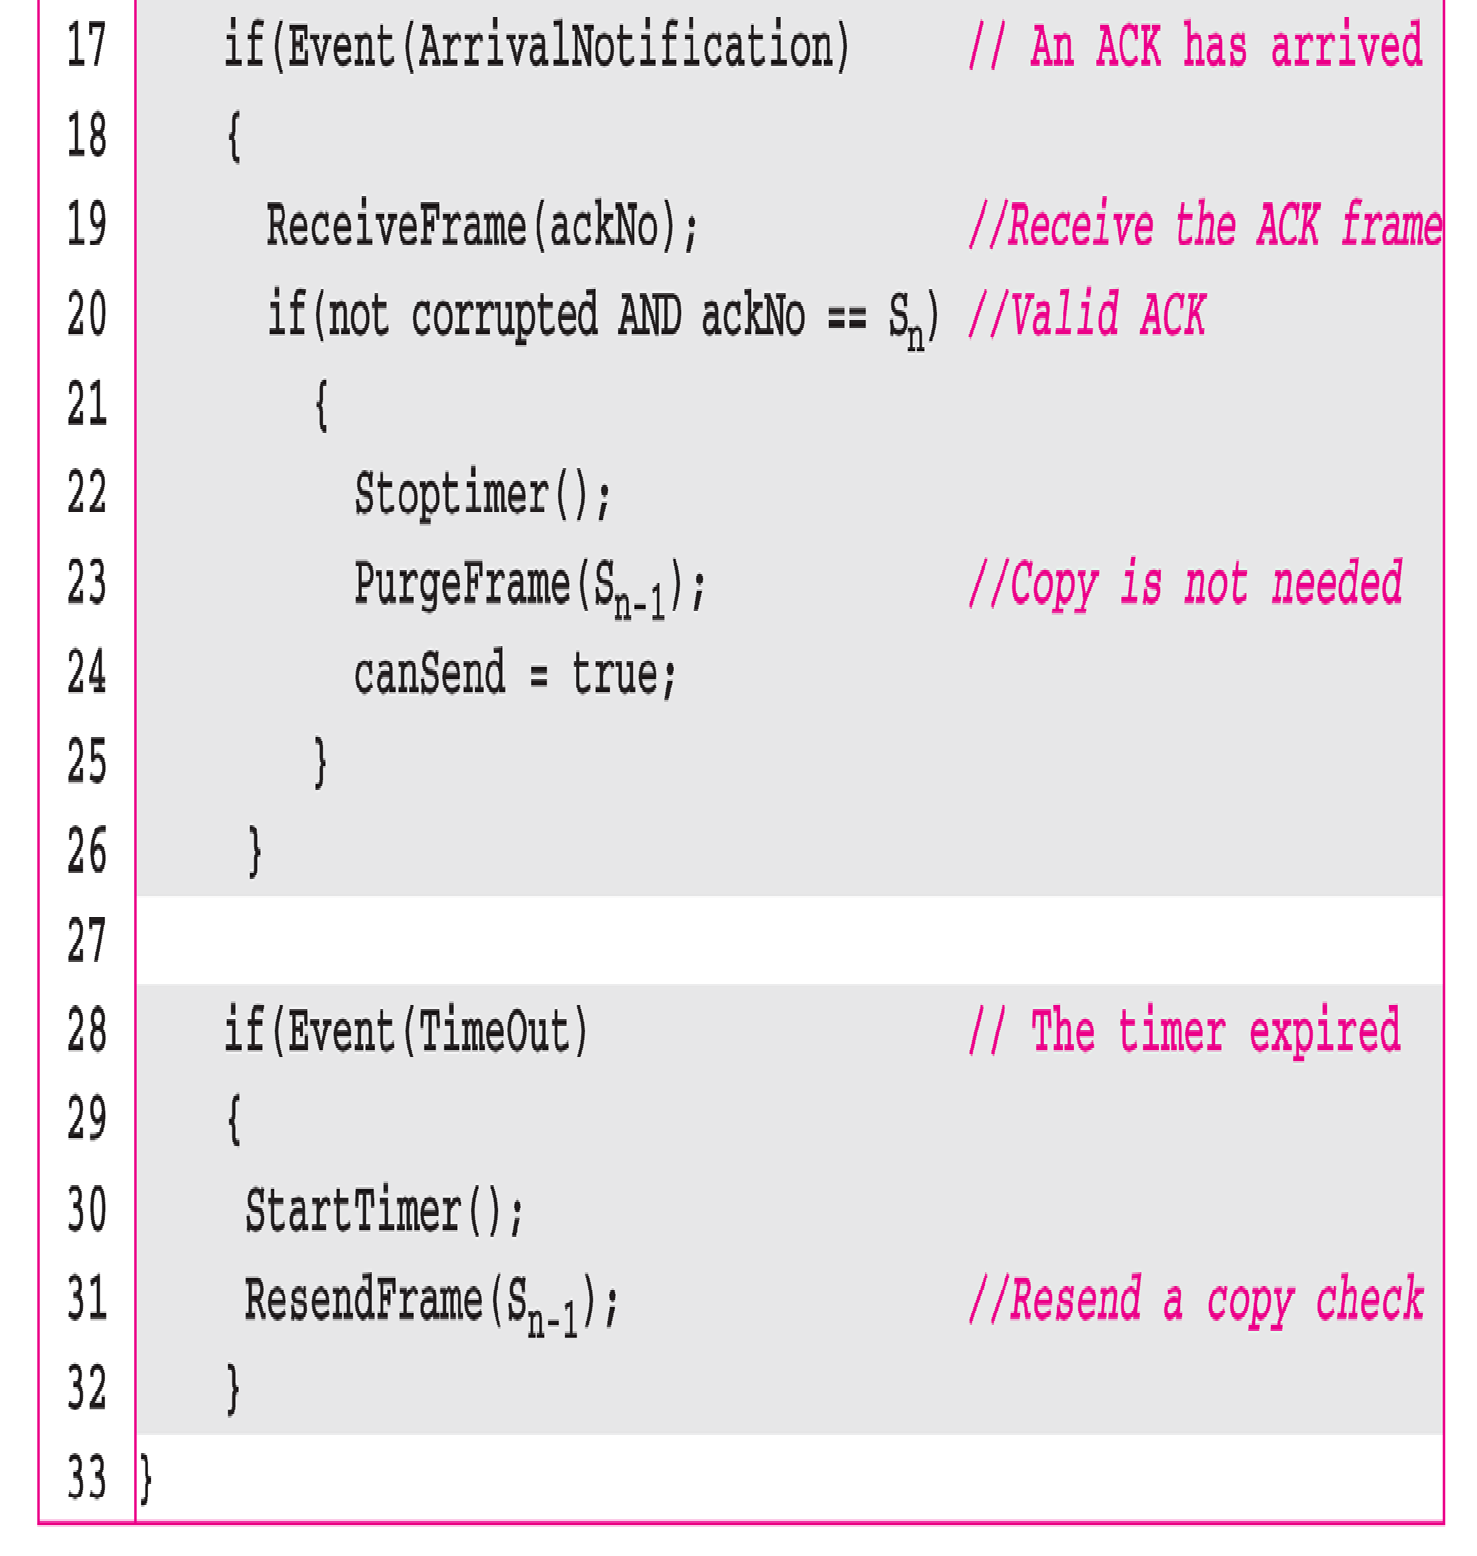 17 if(Event(ArrivalNotification) // An ACK has arrived
18 {
19 ReceiveFrame(ackNo); //Receive the ACK frame
20 if(not corrupted AND ackNo == Sn) //Valid ACK
21 {
22 Stoptimer();
23 PurgeFrame(Sn-1); //Copy is not needed
24 canSend = true;
25 }
26 }
27
28 if(Event(TimeOut) // The timer expired
29 {
30 StartTimer();
31 ResendFrame(Sn-1); //Resend a copy check
32 }
33 }